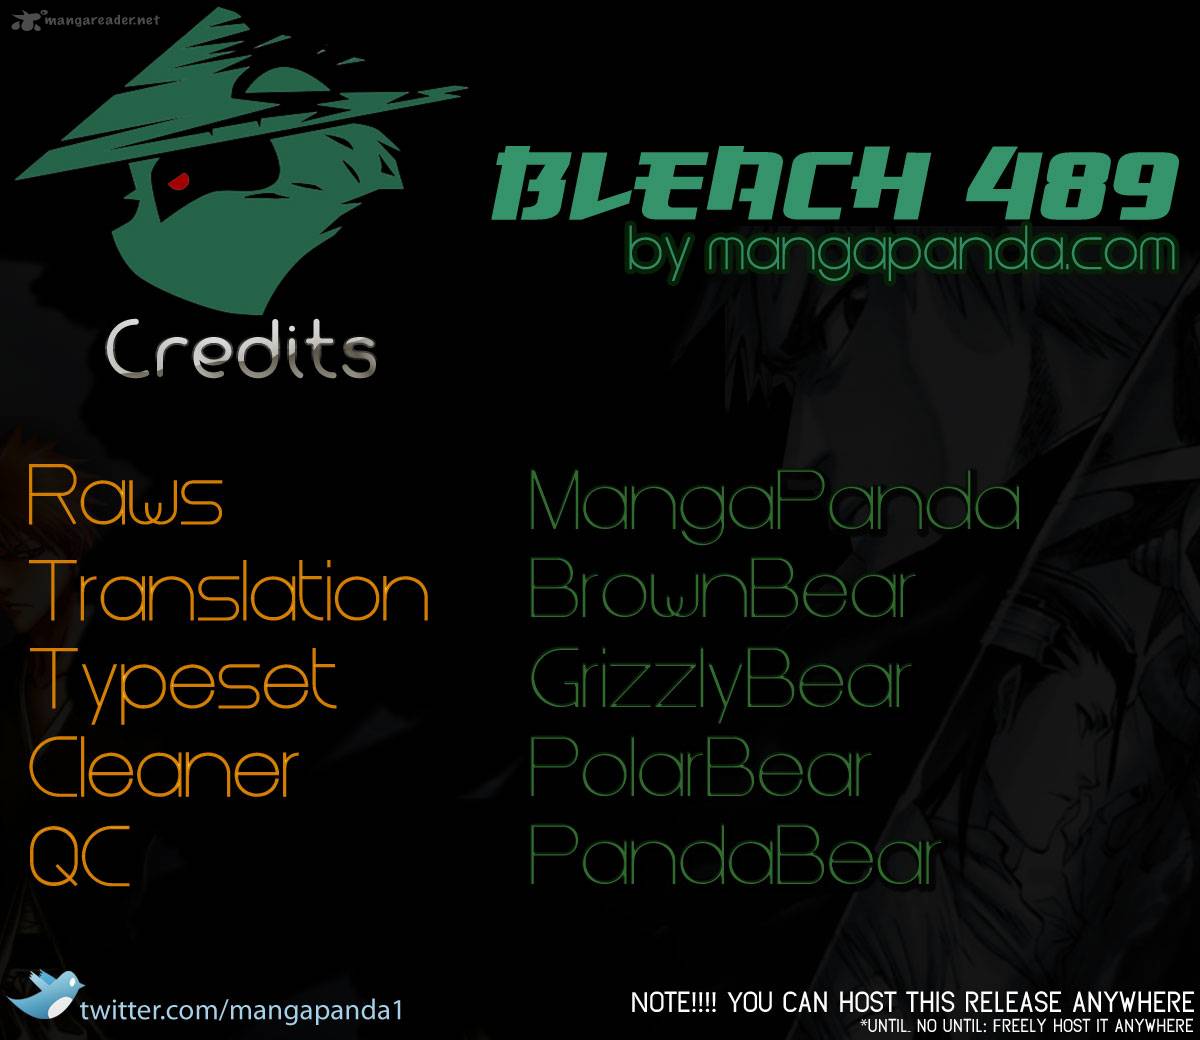 mangareader.net
BLEACH 489
by mangapanda.com
Credits
Raws MangaPanda
Translation BrownBear
Typeset GrizzlyBear
Cleaner PolarBear
QC PandaBear
twitter.com/mangapanda1
NOTE!!!! YOU CAN HOST THIS RELEASE ANYWHERE
*UNTIL. NO UNTIL: FREELY HOST IT ANYWHERE